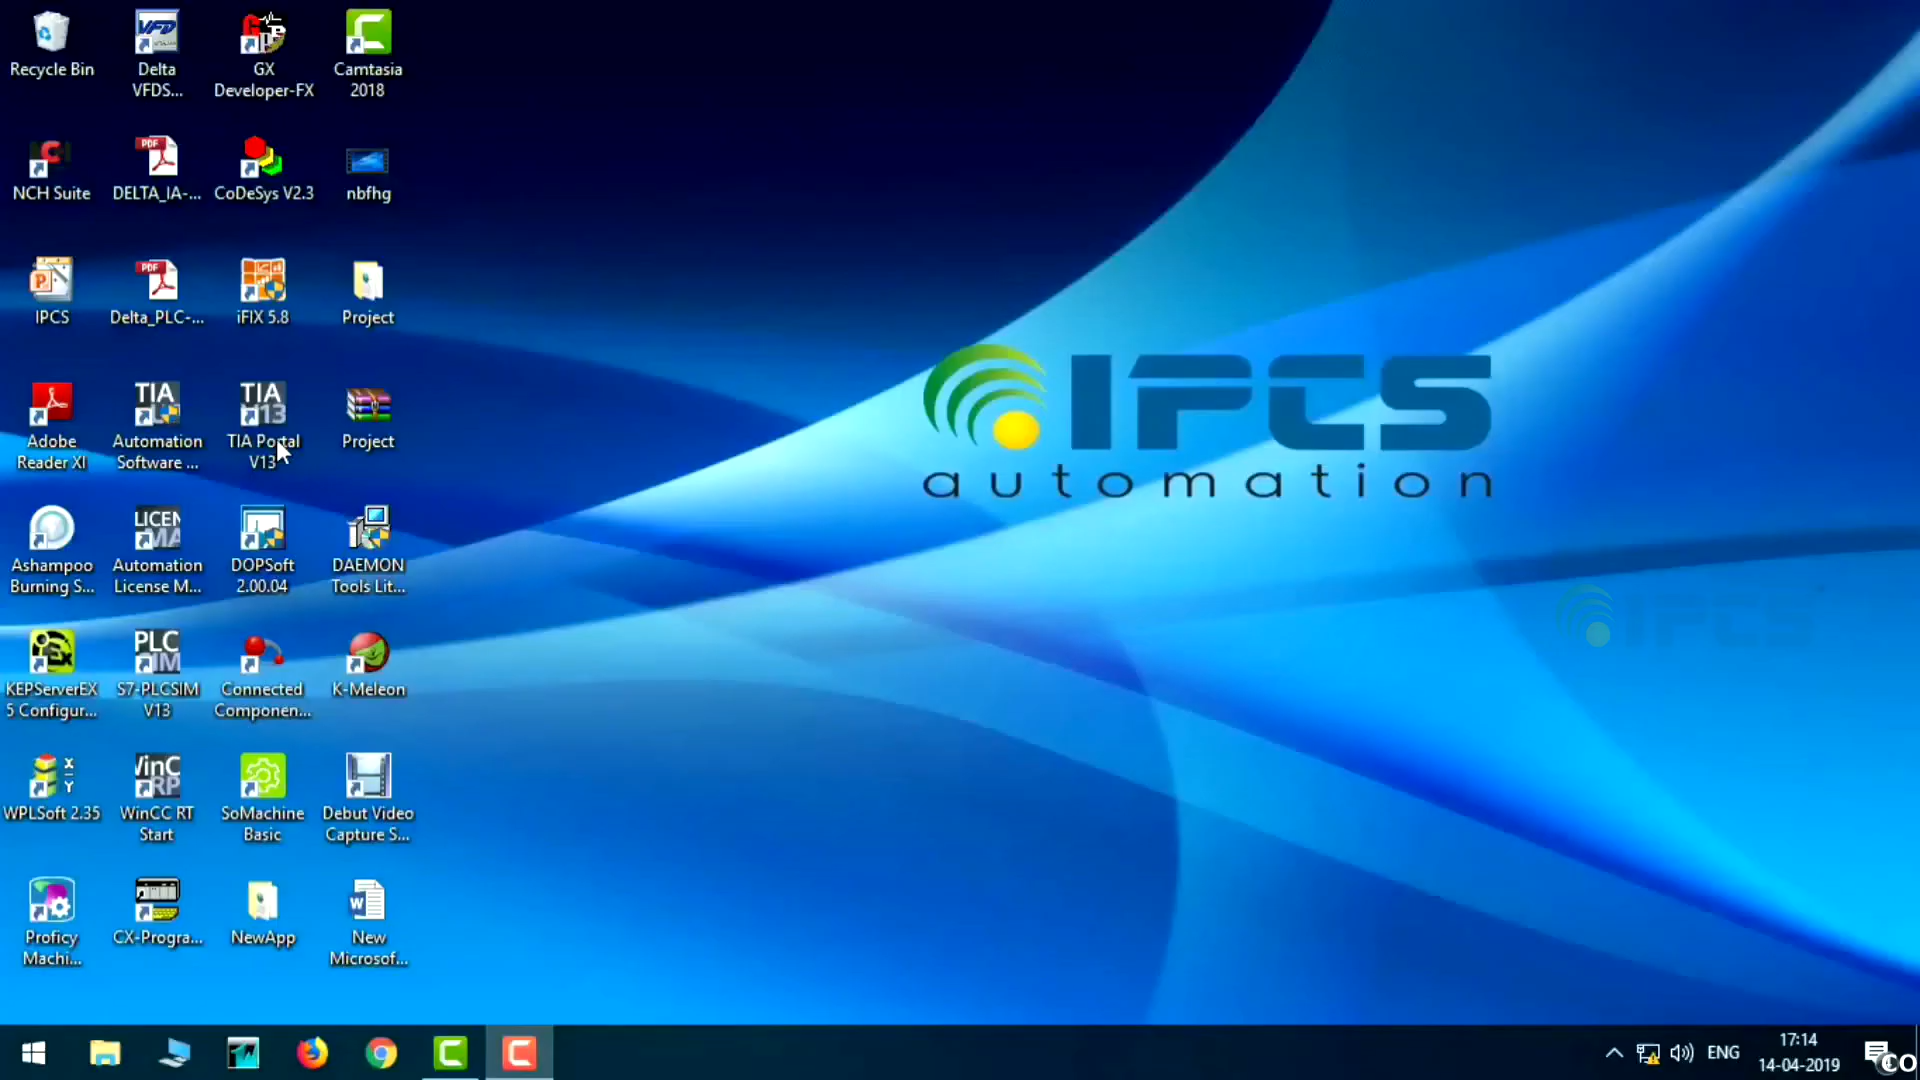 Recycle Bin
Delta
VFDS...
GX
Developer-FX
Camtasia
2018
NCH Suite
DELTA_IA-...
CoDeSys V2.3
nbfhg
IPCS
Delta_PLC-...
iFIX 5.8
Project
Adobe
Reader XI
Automation
Software ...
TIA Portal
V13
Project
Ashampoo
Burning S...
Automation
License M...
DOPSoft
2.00.04
DAEMON
Tools Lit...
KEPServerEX
5 Configur...
S7-PLCSIM
V13
Connected
Componen...
K-Meleon
WPLSoft 2.35
WinCC RT
Start
SoMachine
Basic
Debut Video
Capture S...
Proficy
Machi...
CX-Progra...
NewApp
New
Microsof...
IPCS
automation
IPCS
ENG
17:14
14-04-2019